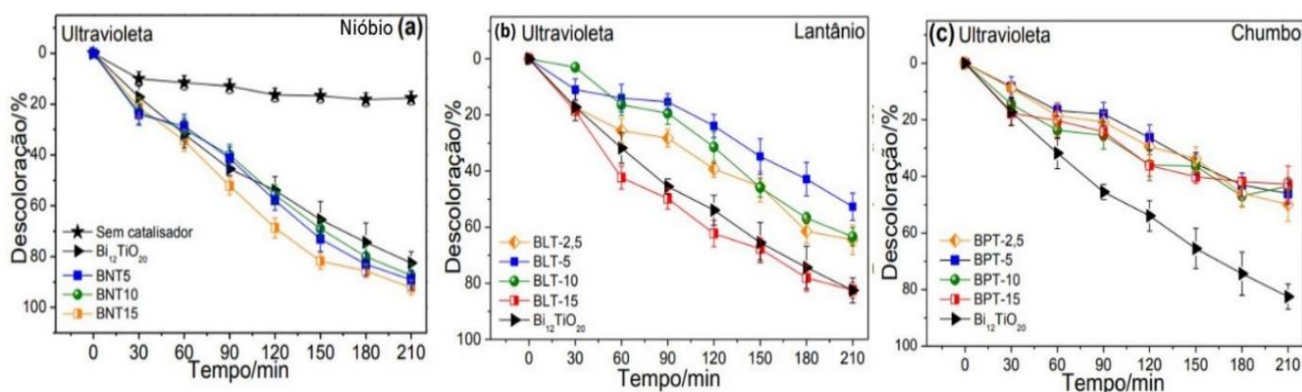 Ultravioleta
Nióbio (a)
Descoloração/%
0
20
40
60
80
100
Sem catalisador
Bi₁₂TiO₂₀
BNT5
BNT10
BNT15
0 30 60 90 120 150 180 210
Tempo/min
(b) Ultravioleta
Lantânio
Descoloração/%
0
20
40
60
80
100
BLT-2,5
BLT-5
BLT-10
BLT-15
Bi₁₂TiO₂₀
0 30 60 90 120 150 180 210
Tempo/min
(c) Ultravioleta
Chumbo
Descoloração/%
0
20
40
60
80
100
BPT-2,5
BPT-5
BPT-10
BPT-15
Bi₁₂TiO₂₀
0 30 60 90 120 150 180 210
Tempo/min